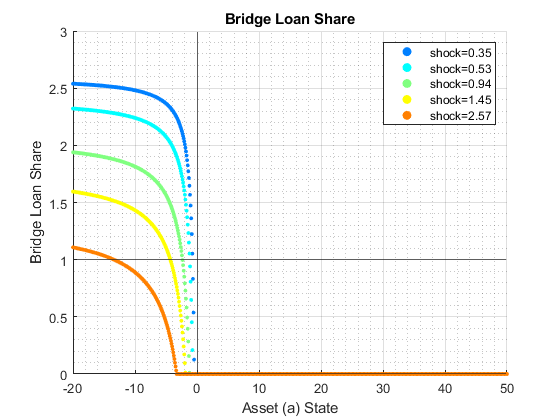 Bridge Loan Share
3
2.5
2
1.5
1
0.5
0
Bridge Loan Share
shock=0.35
shock=0.53
shock=0.94
shock=1.45
shock=2.57
-20 -10 0 10 20 30 40 50
Asset (a) State